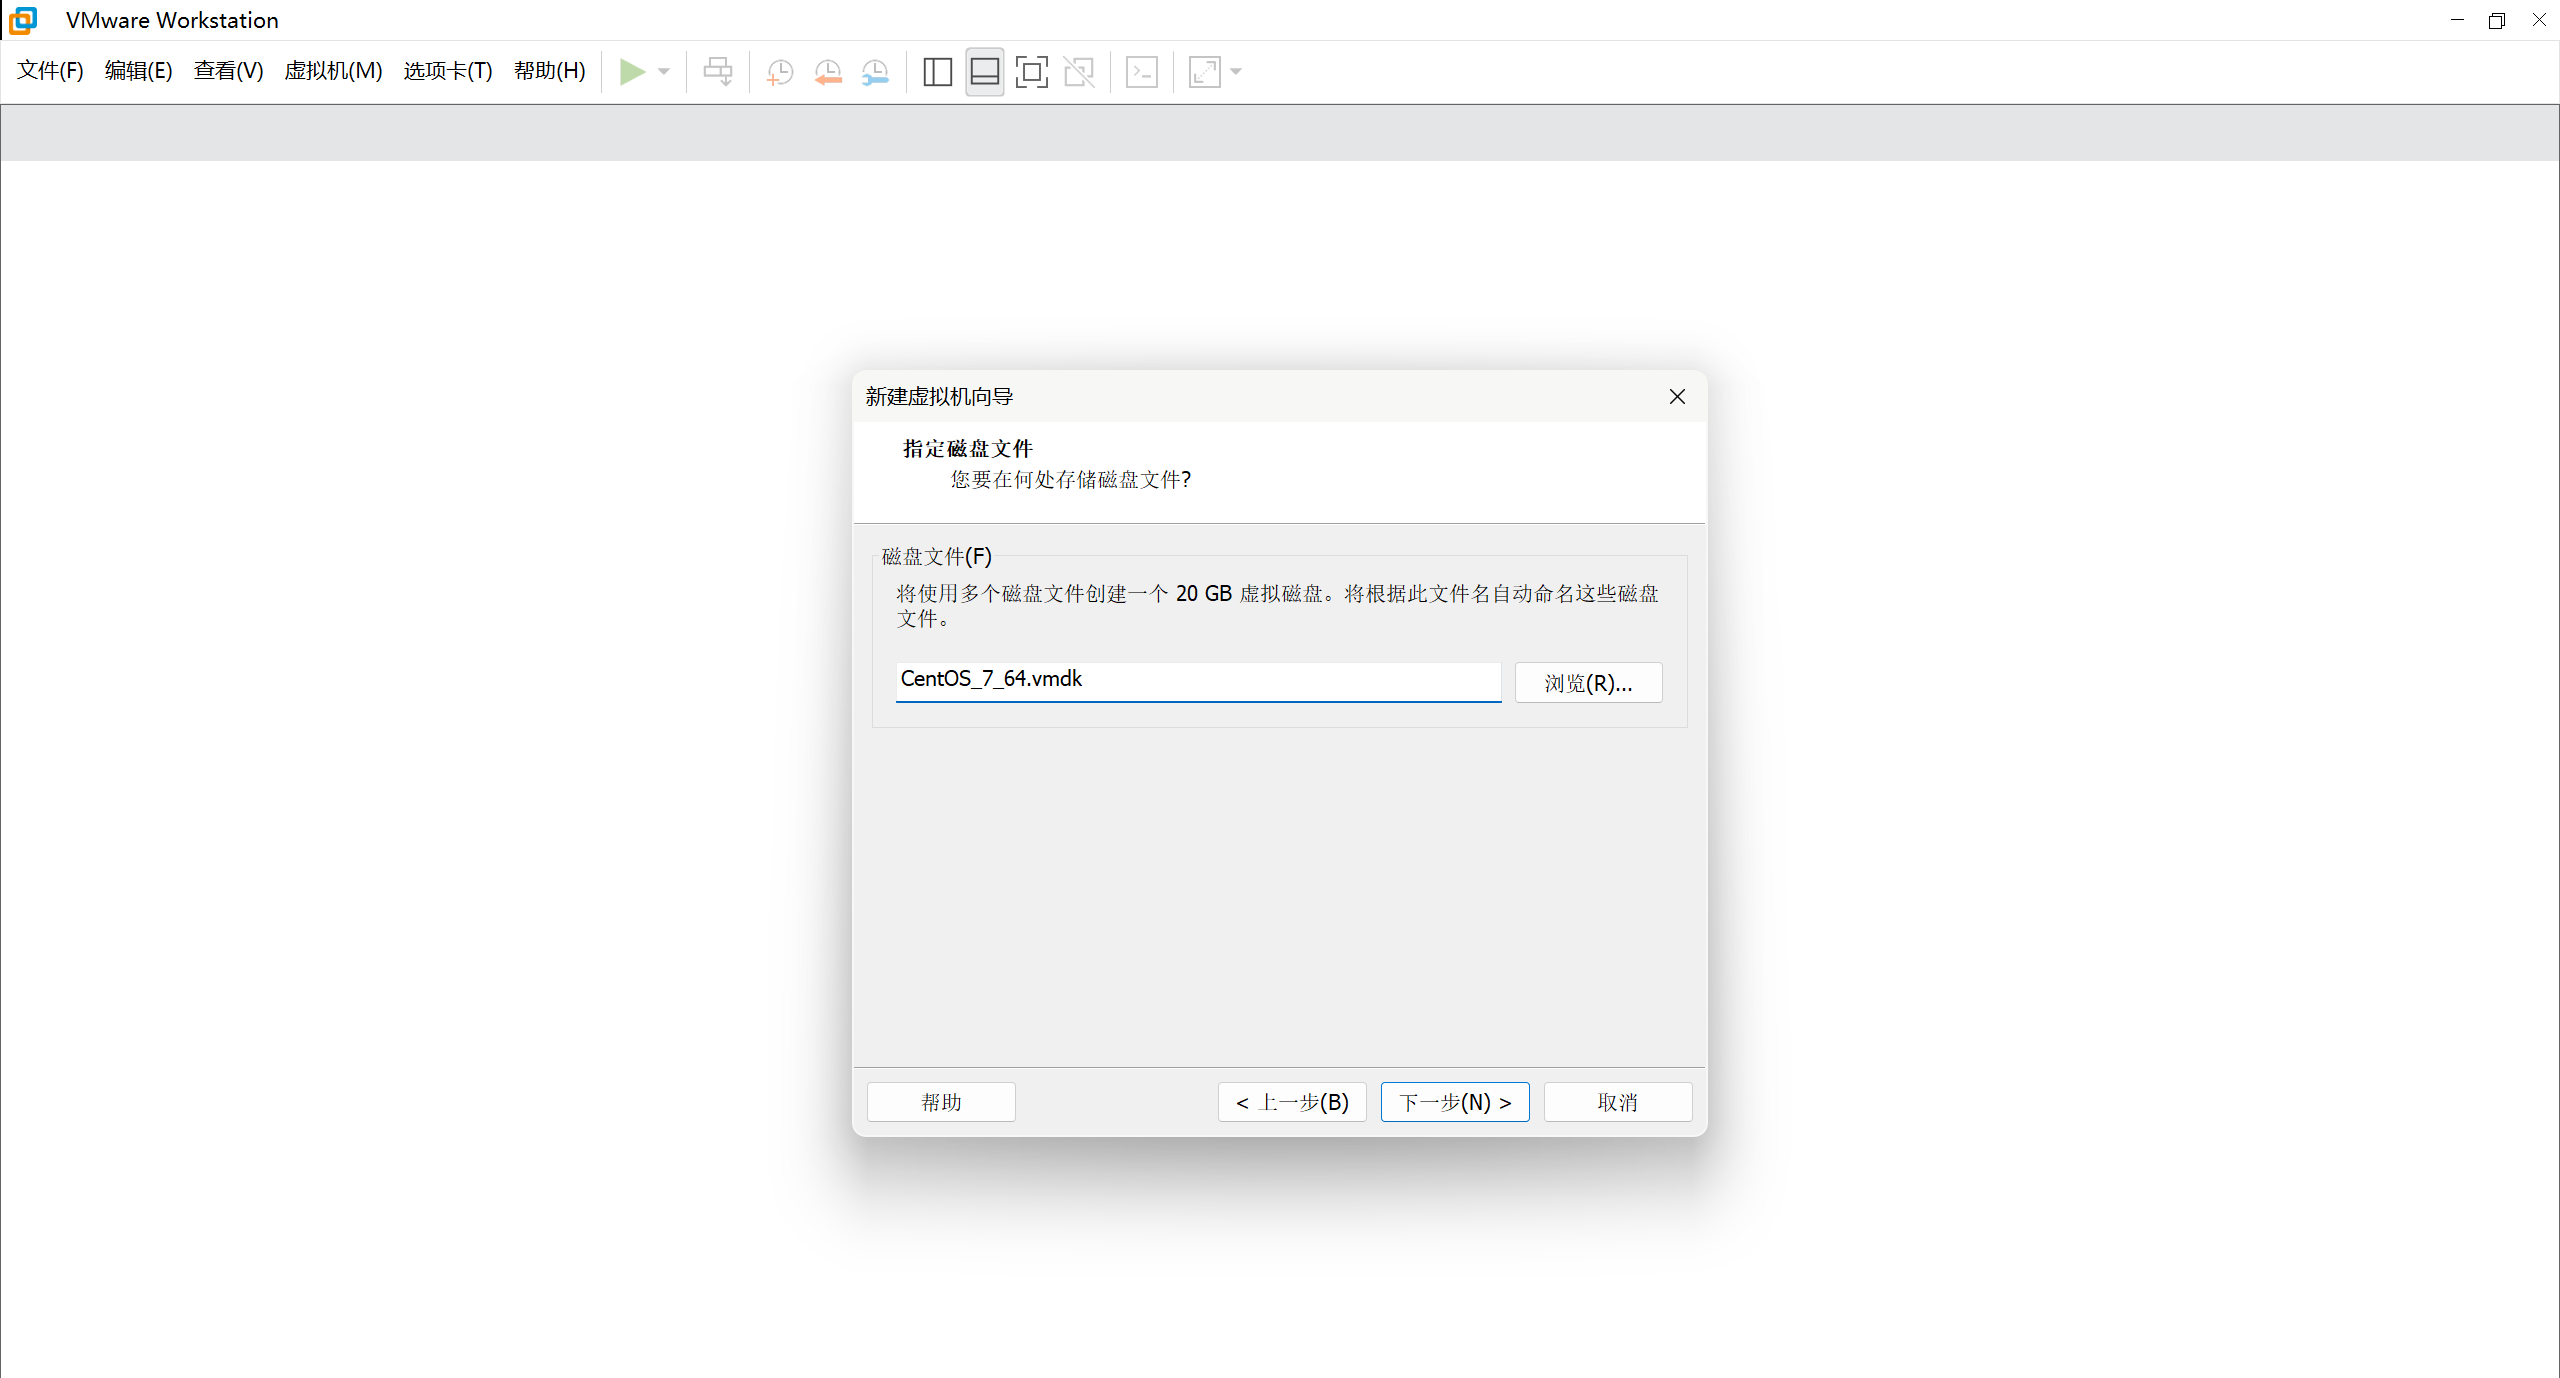 VMware Workstation
文件(F) 编辑(E) 查看(V) 虚拟机(M) 选项卡(T) 帮助(H)
新建虚拟机向导
指定磁盘文件
您要在何处存储磁盘文件?
磁盘文件(F)
将使用多个磁盘文件创建一个 20 GB 虚拟磁盘。将根据此文件名自动命名这些磁盘
文件。
CentOS_7_64.vmdk
浏览(R)...
帮助
< 上一步(B)
下一步(N) >
取消